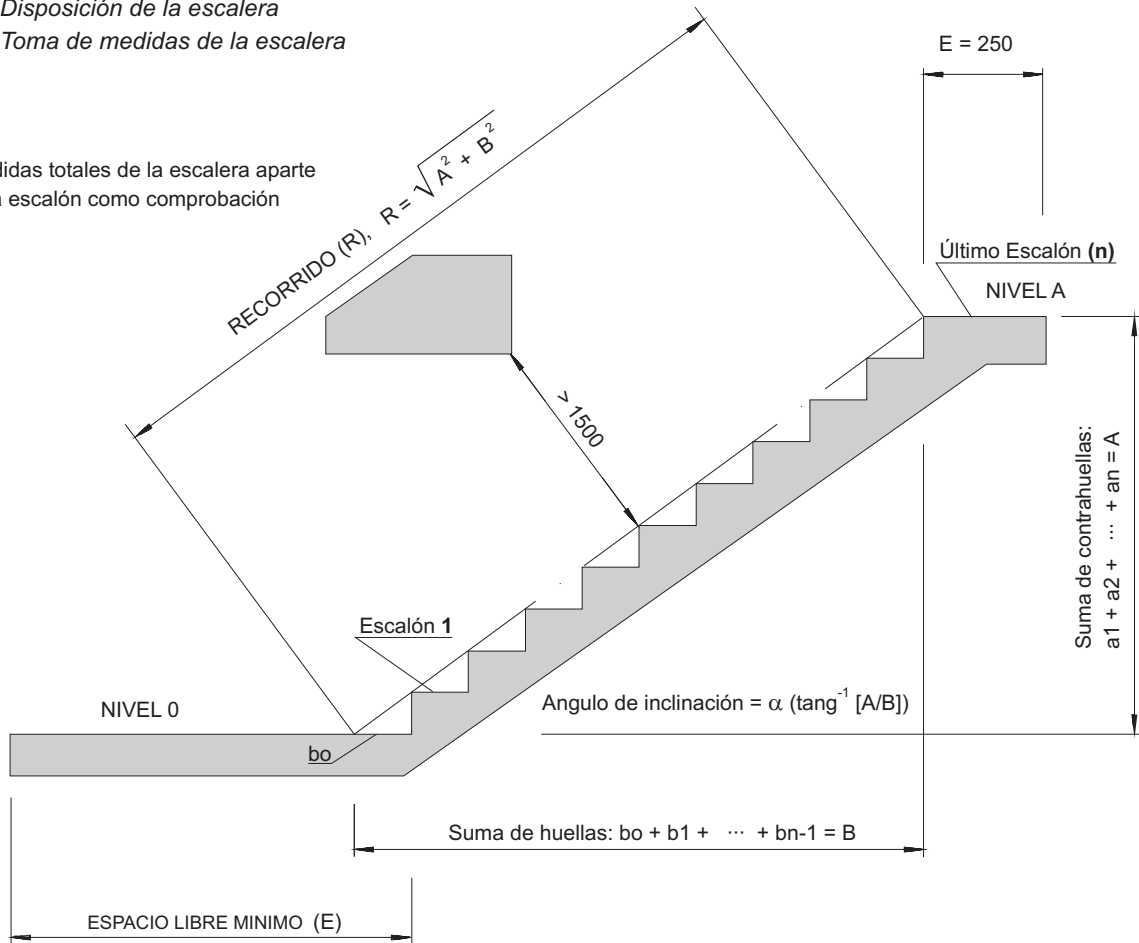 Disposición de la escalera
Toma de medidas de la escalera
E = 250
didas totales de la escalera aparte
a escalón como comprobación
RECORRIDO (R), R = √A² + B²
Último Escalón (n)
NIVEL A
> 1500
Suma de contrahuellas:
a1 + a2 + ··· + an = A
Escalón 1
NIVEL 0
Angulo de inclinación = α (tang⁻¹ [A/B])
bo
Suma de huellas: bo + b1 + ··· + bn-1 = B
ESPACIO LIBRE MINIMO (E)